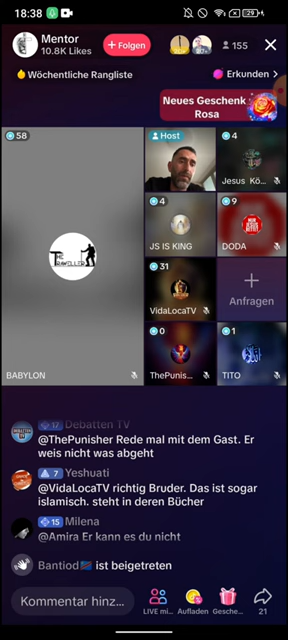 18:38
Mentor
10.8K Likes
+ Folgen
155
Wöchentliche Rangliste
Erkunden >
Neues Geschenk
Rosa
58
THE
TRAVELLER
BABYLON
Host
4
Jesus Kö...
4
JS IS KING
9
DODA
31
VidaLocaTV
+
Anfragen
0
ThePunis...
1
TITO
17 Debatten TV
@ThePunisher Rede mal mit dem Gast. Er
weis nicht was abgeht
7 Yeshuati
@VidaLocaTV richtig Bruder. Das ist sogar
islamisch. steht in deren Bücher
15 Milena
@Amira Er kann es du nicht
Bantiod ist beigetreten
Kommentar hinz...
LIVE mi...
Aufladen
Gesche...
21